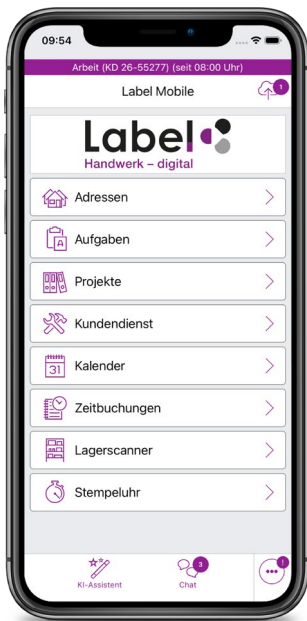 09:54
Arbeit (KD 26-55277) (seit 08:00 Uhr)
Label Mobile
1
Label
Handwerk – digital
Adressen
A
Aufgaben
Projekte
Kundendienst
31
Kalender
Zeitbuchungen
Lagerscanner
Stempeluhr
3
!
KI-Assistent
Chat